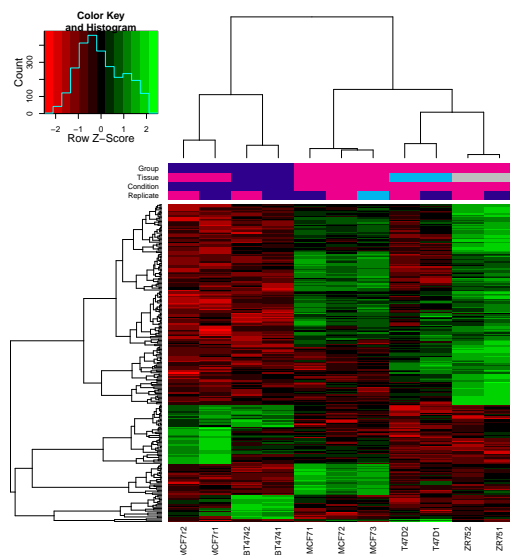 Color Key
and Histogram
Count
0 100 300
−2 −1 0 1 2
Row Z−Score
Group
Tissue
Condition
Replicate
MCF7r2
MCF7r1
BT4742
BT4741
MCF71
MCF72
MCF73
T47D2
T47D1
ZR752
ZR751